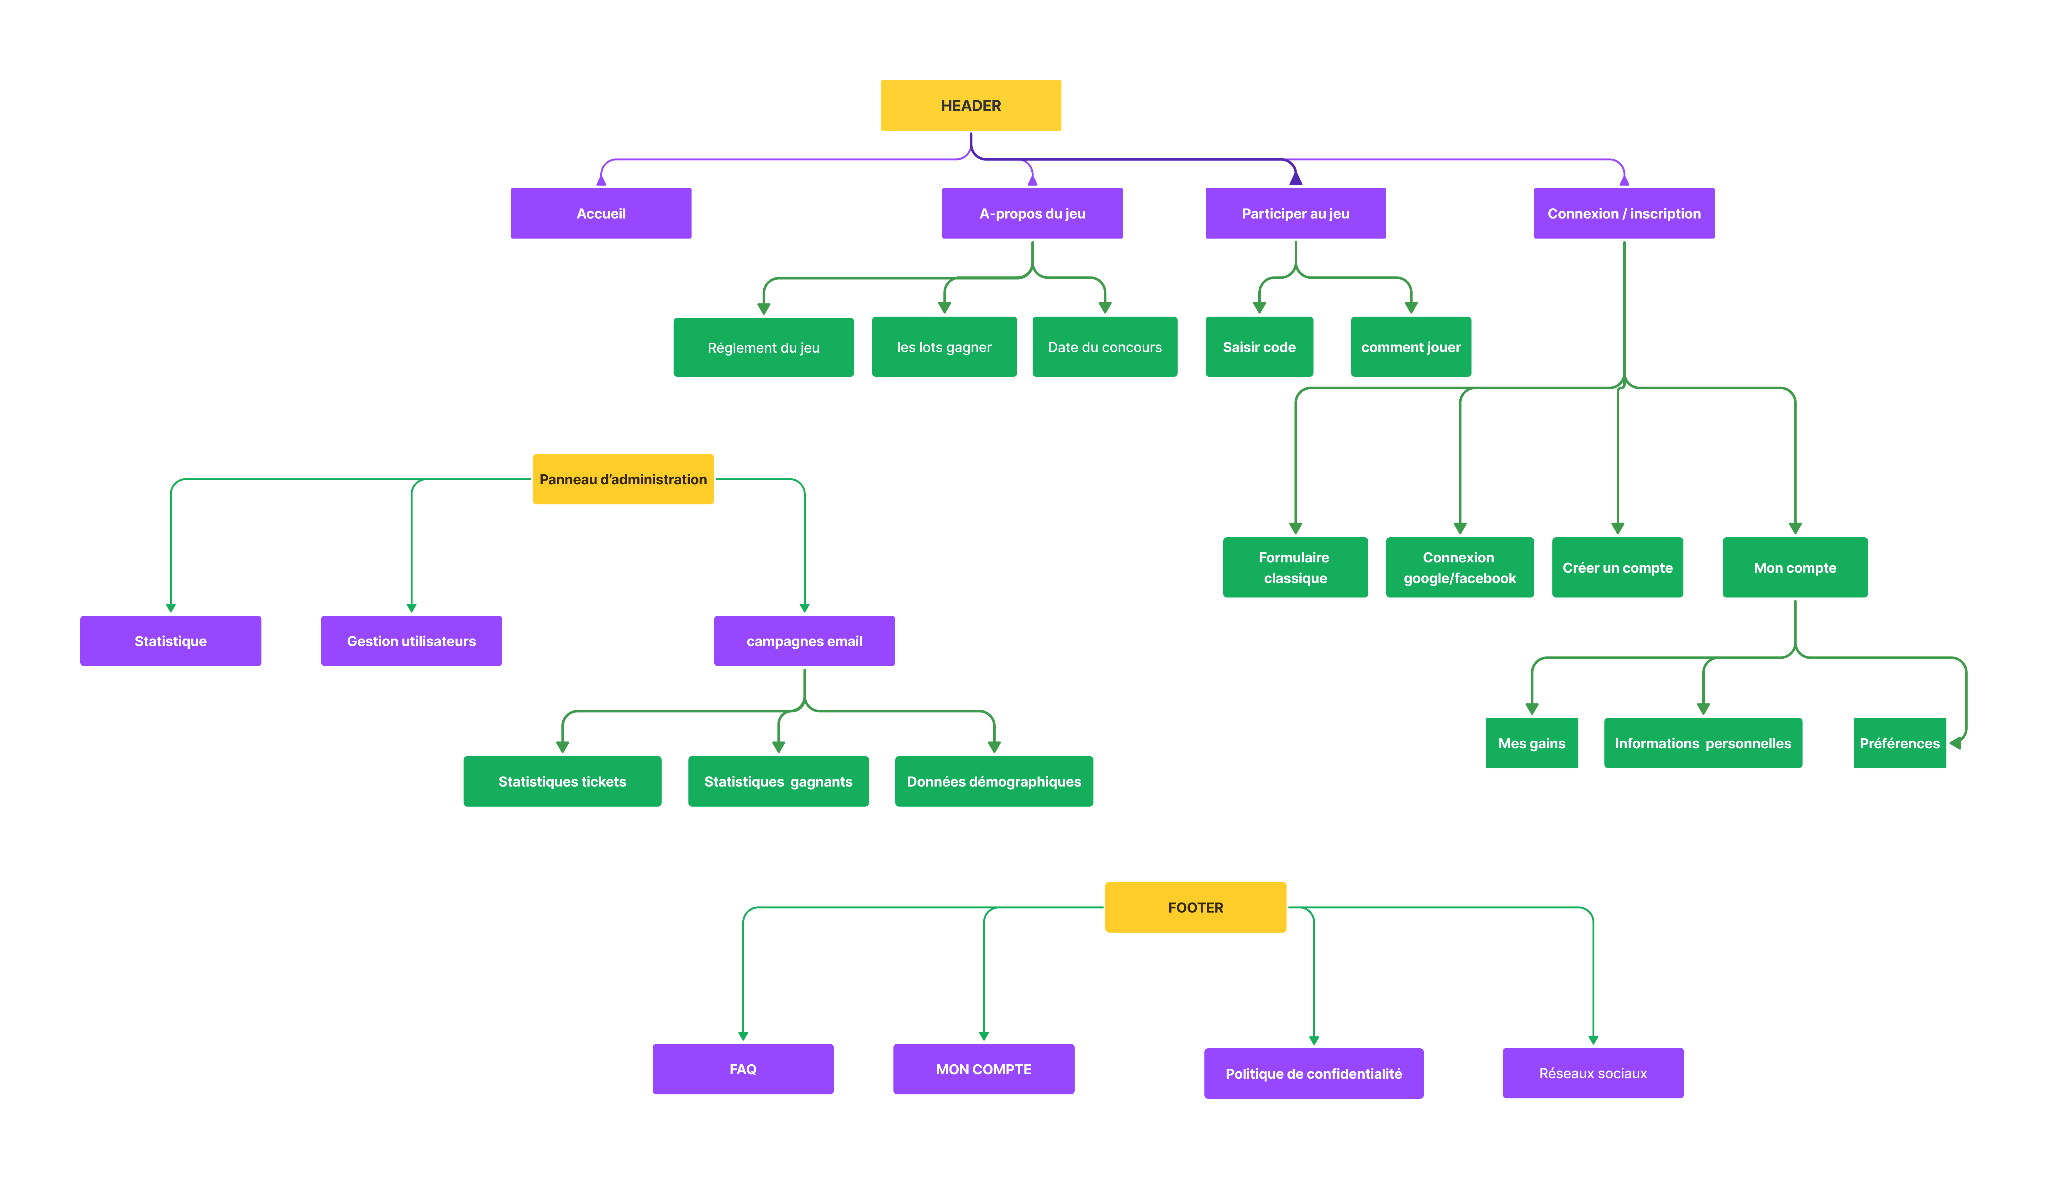 HEADER
Accueil
A-propos du jeu
Participer au jeu
Connexion / inscription
Réglement du jeu
les lots gagner
Date du concours
Saisir code
comment jouer
Panneau d'administration
Formulaire
classique
Connexion
google/facebook
Créer un compte
Mon compte
Statistique
Gestion utilisateurs
campagnes email
Mes gains
Informations personnelles
Préférences
Statistiques tickets
Statistiques gagnants
Données démographiques
FOOTER
FAQ
MON COMPTE
Politique de confidentialité
Réseaux sociaux